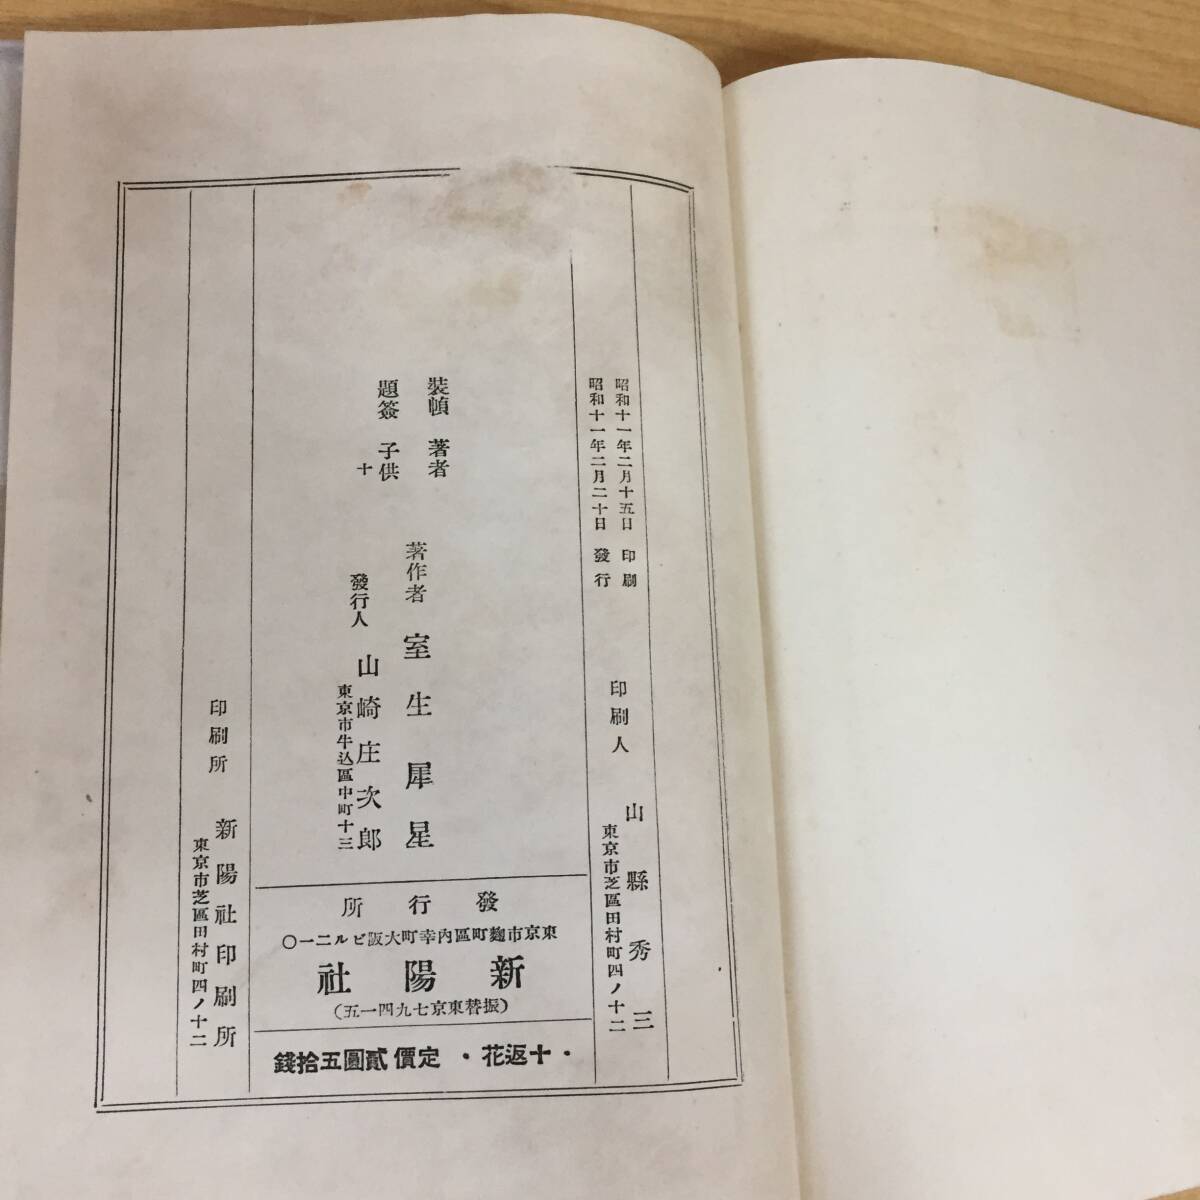 昭和十一年二月十五日 印刷
昭和十一年二月二十日 發行
印刷人 山縣秀三
東京市芝區田村町四ノ十二
裝幀 著者
題簽 子供
十
著作者 室生犀星
發行人 山崎庄次郎
東京市牛込區中町十三
發行所
東京市麴町區內幸町大阪ビル二一〇
新陽社
(振替東京七九四一五)
・十返花・ 定價貳圓五拾錢
印刷所 新陽社印刷所
東京市芝區田村町四ノ十二